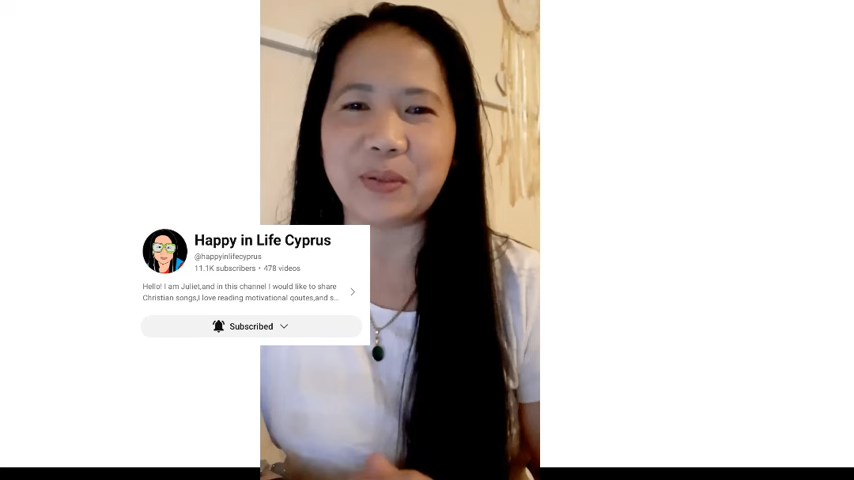 Happy in Life Cyprus
@happyinlifecyprus
11.1K subscribers • 478 videos
Hello! I am Juliet,and in this channel I would like to share
Christian songs,I love reading motivational qoutes,and s...
Subscribed